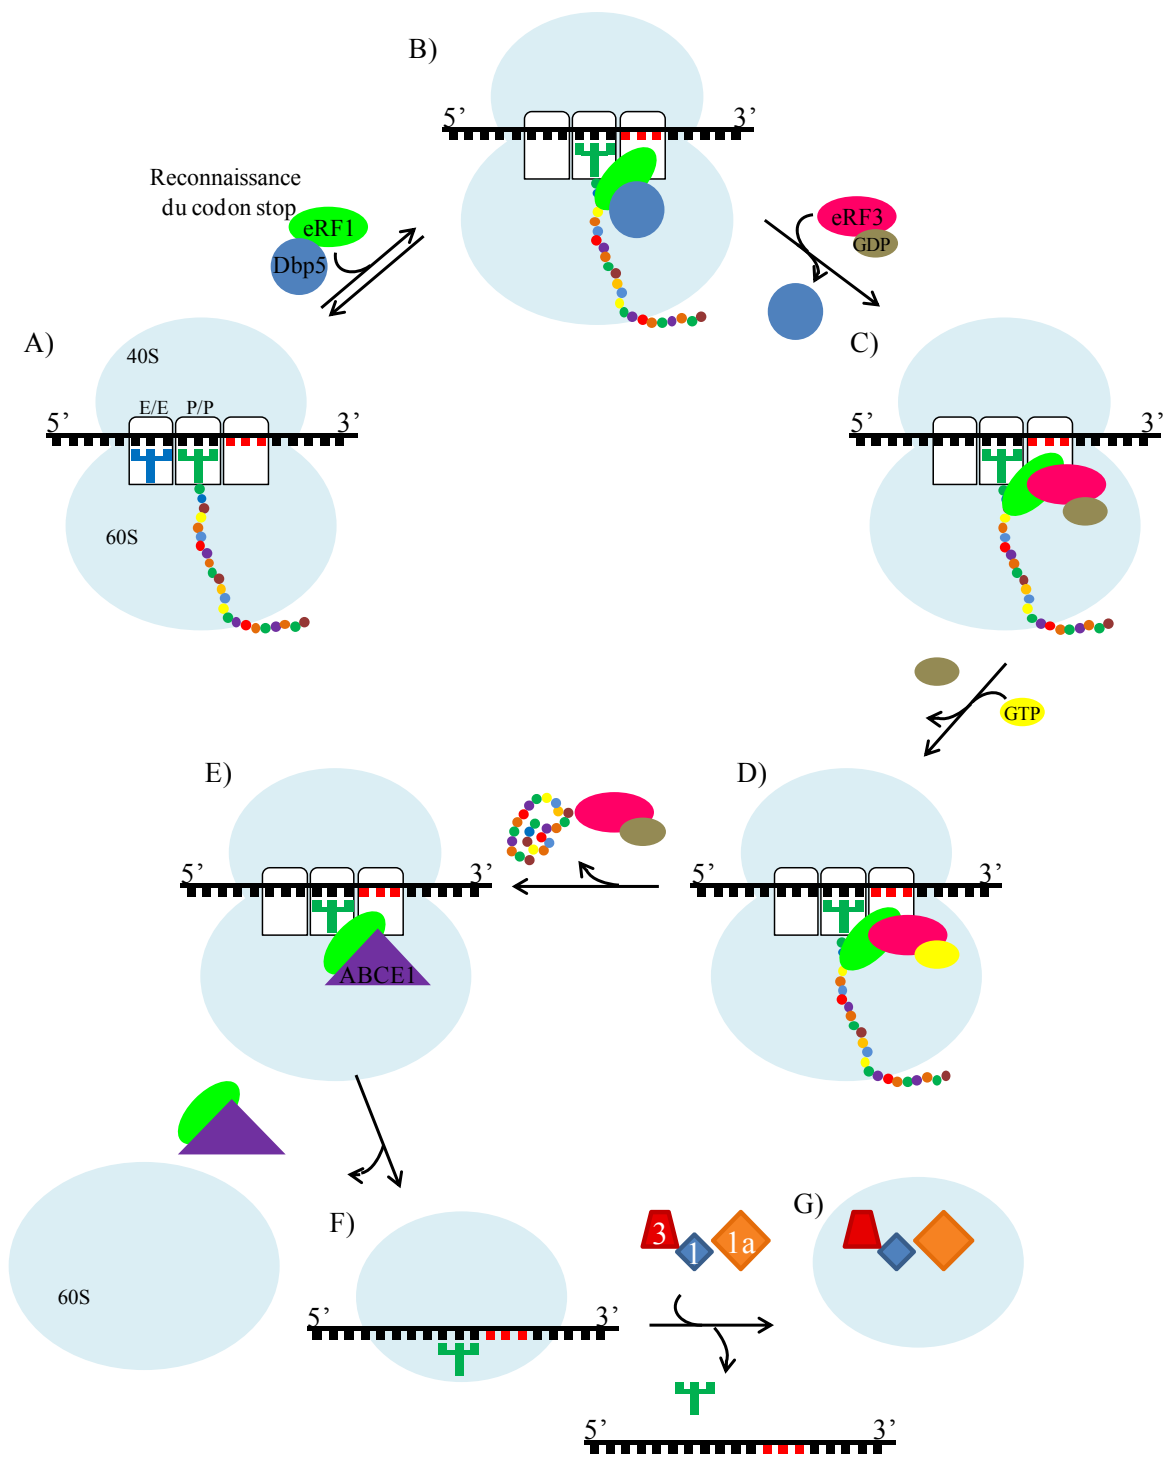 B)
5’
3’
Reconnaissance
du codon stop
eRF1
Dbp5
eRF3
GDP
A)
40S
E/E
P/P
5’
3’
60S
C)
5’
3’
GTP
D)
5’
3’
E)
5’
3’
ABCE1
60S
F)
5’
3’
3
1
1a
G)
5’
3’